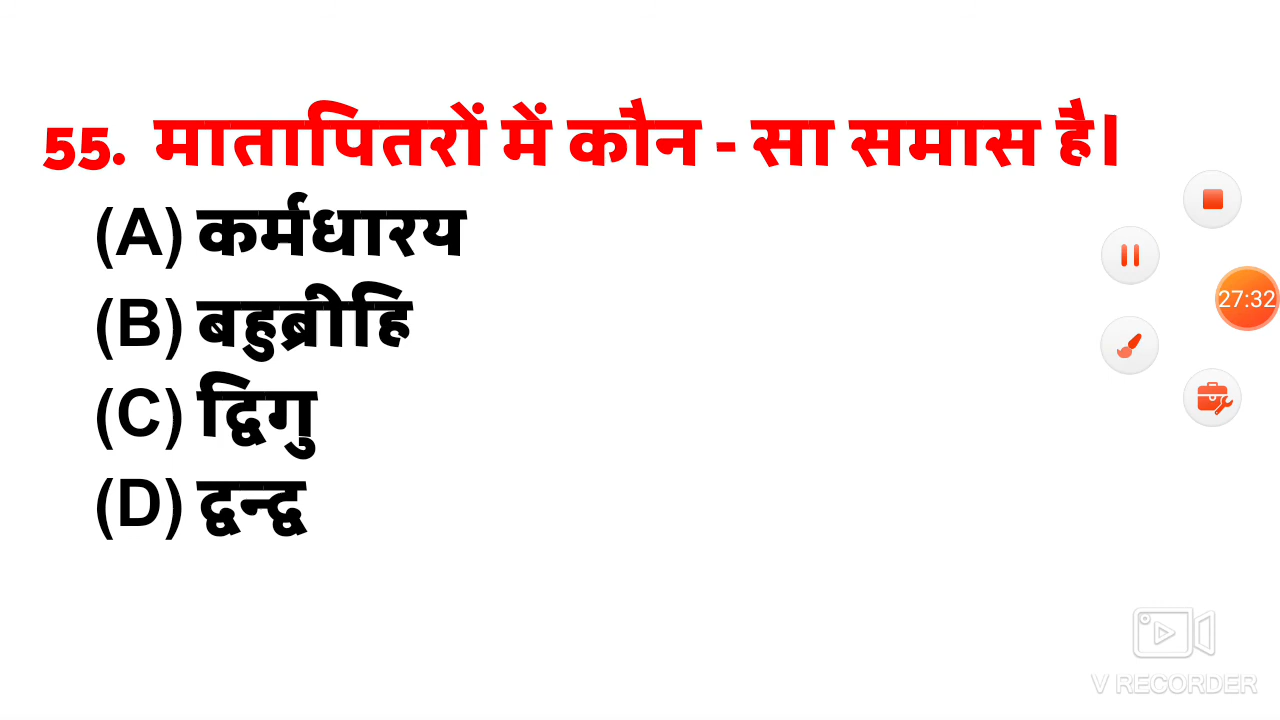 55. मातापितरों में कौन - सा समास है।
(A) कर्मधारय
(B) बहुब्रीहि
(C) द्विगु
(D) द्वन्द्व
27:32
V RECORDER